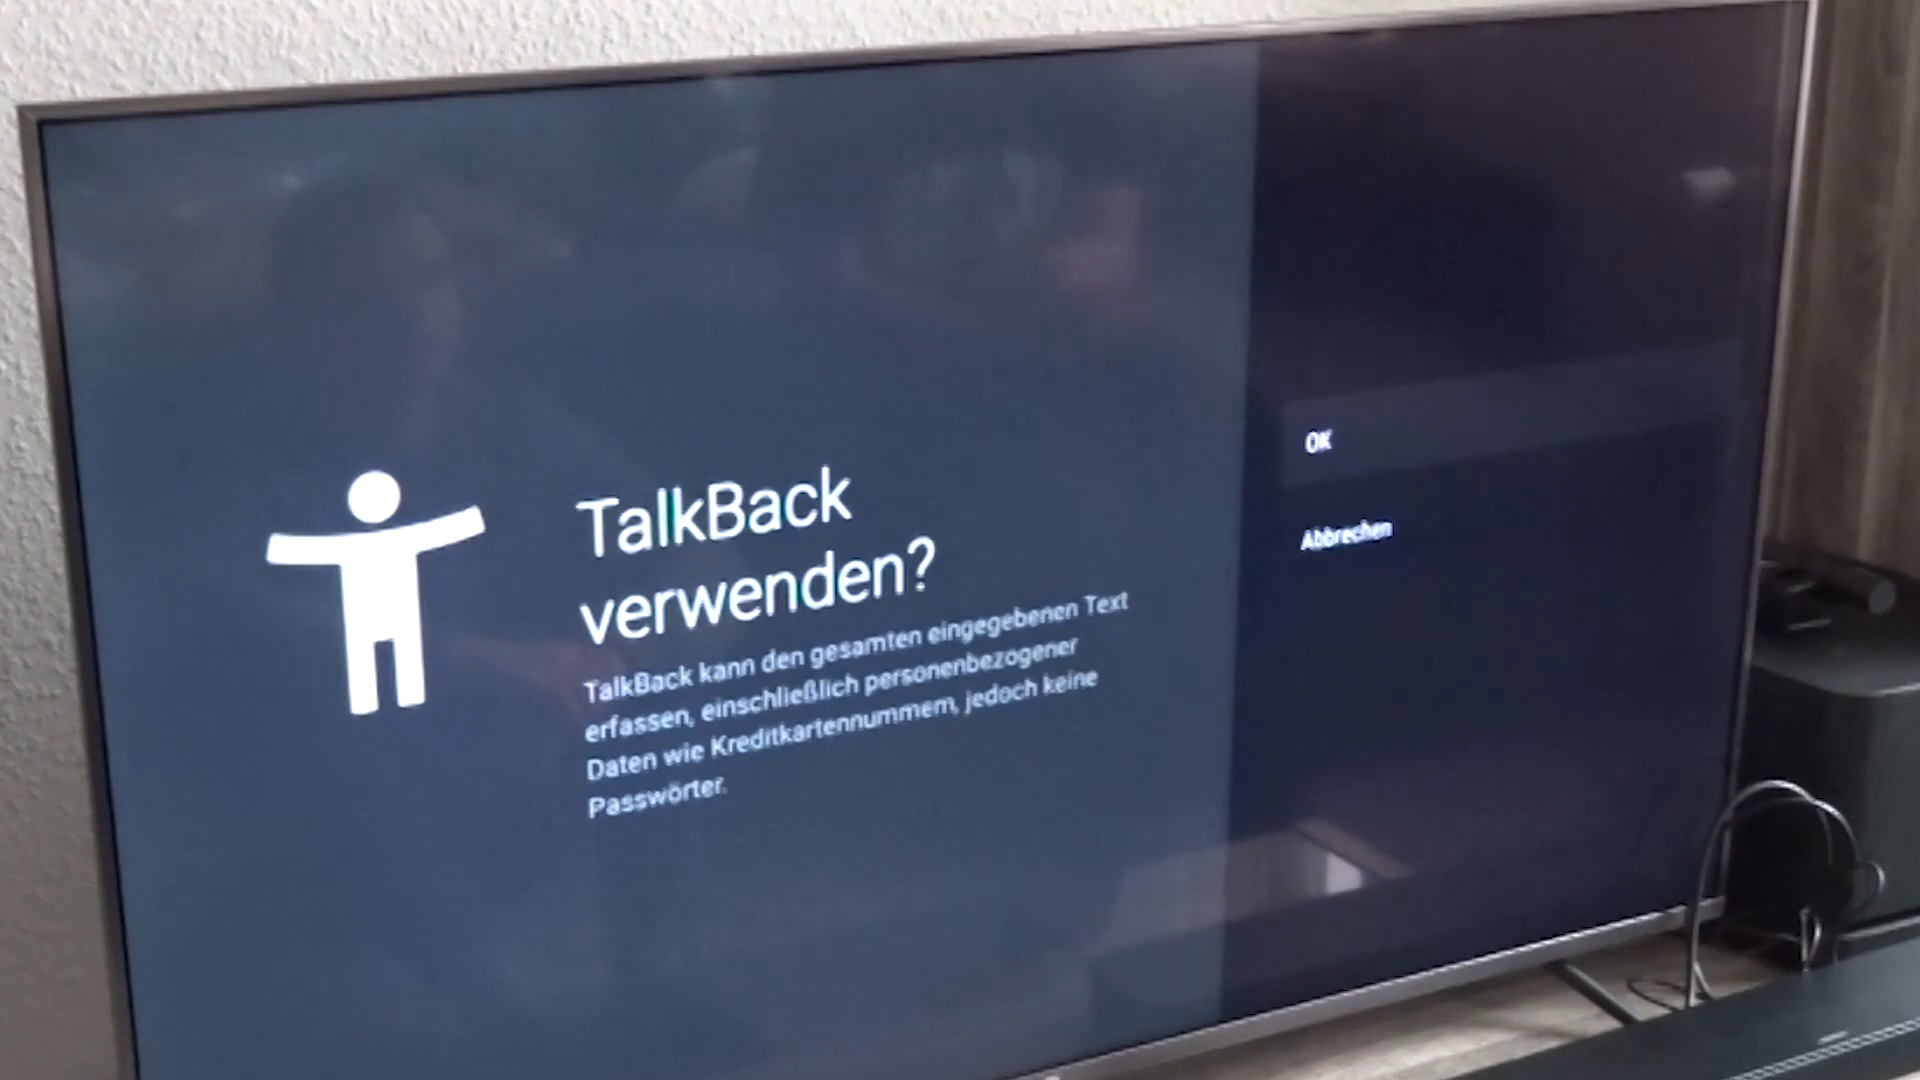 TalkBack
verwenden?
TalkBack kann den gesamten eingegebenen Text
erfassen, einschließlich personenbezogener
Daten wie Kreditkartennummern, jedoch keine
Passwörter.
OK
Abbrechen